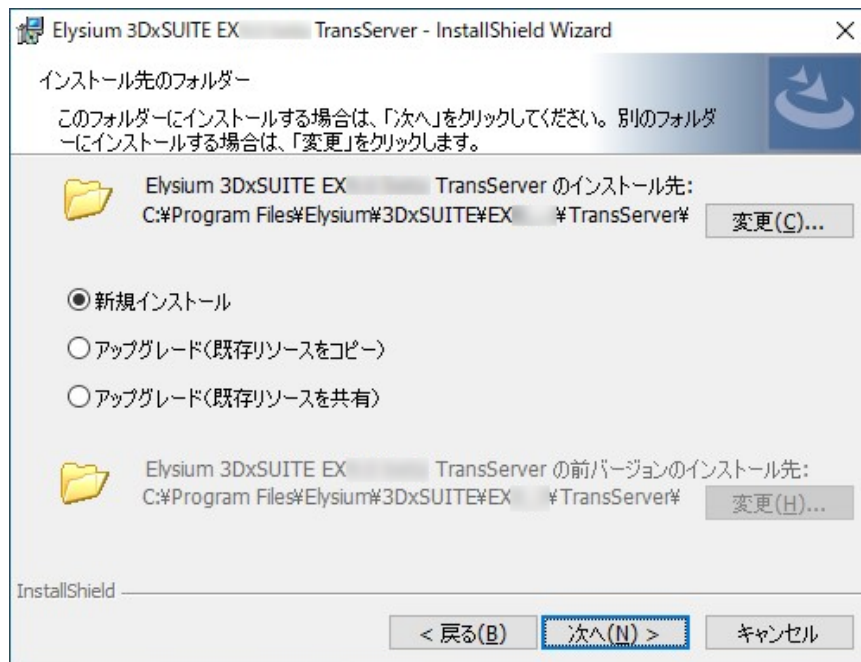 Elysium 3DxSUITE EX TransServer - InstallShield Wizard
インストール先のフォルダー
このフォルダーにインストールする場合は、「次へ」をクリックしてください。別のフォルダ
ーにインストールする場合は、「変更」をクリックします。
Elysium 3DxSUITE EX TransServer のインストール先:
C:¥Program Files¥Elysium¥3DxSUITE¥EX ¥TransServer¥
変更(C)...
新規インストール
アップグレード(既存リソースをコピー)
アップグレード(既存リソースを共有)
Elysium 3DxSUITE EX TransServer の前バージョンのインストール先:
C:¥Program Files¥Elysium¥3DxSUITE¥EX ¥TransServer¥
変更(H)...
InstallShield
< 戻る(B)
次へ(N) >
キャンセル